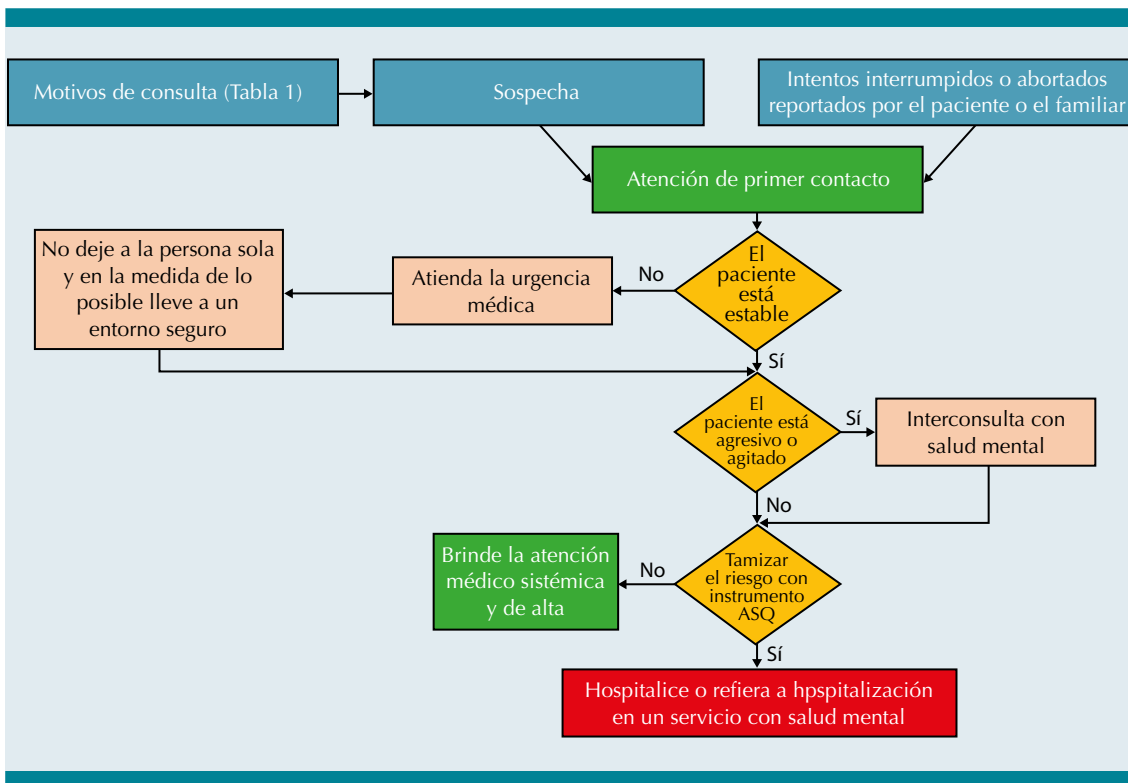 Motivos de consulta (Tabla 1)
Sospecha
Intentos interrumpidos o abortados
reportados por el paciente o el familiar
Atención de primer contacto
El
paciente
está
estable
No
Atienda la urgencia
médica
No deje a la persona sola
y en la medida de lo
posible lleve a un
entorno seguro
Sí
El
paciente está
agresivo o
agitado
Sí
Interconsulta con
salud mental
No
Tamizar
el riesgo con
instrumento
ASQ
No
Brinde la atención
médico sistémica
y de alta
Sí
Hospitalice o refiera a hpspitalización
en un servicio con salud mental